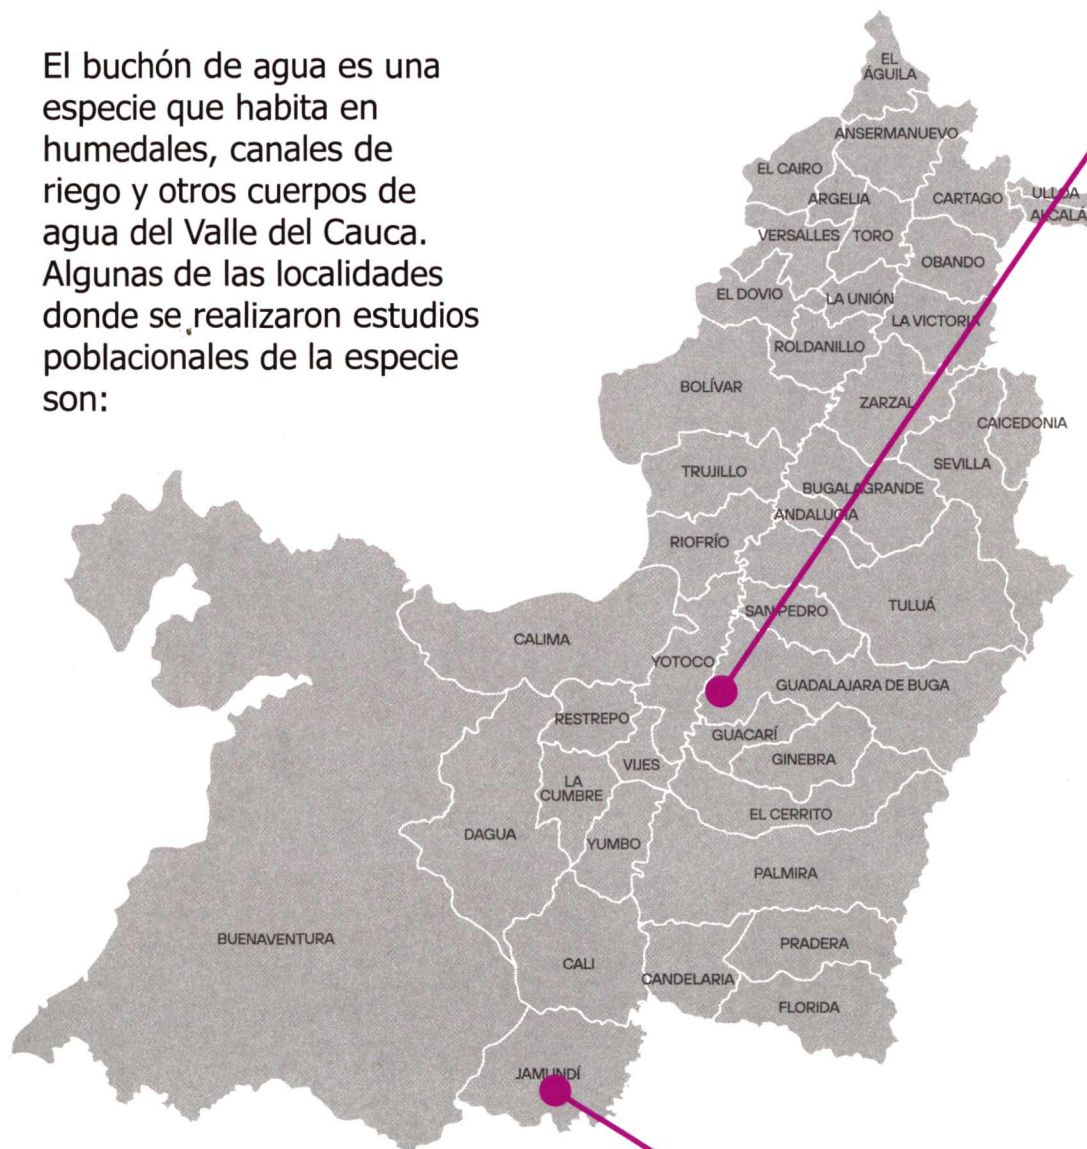 El buchón de agua es una
especie que habita en
humedales, canales de
riego y otros cuerpos de
agua del Valle del Cauca.
Algunas de las localidades
donde se realizaron estudios
poblacionales de la especie
son:
EL
ÁGUILA
ANSERMANUEVO
EL CAIRO
ARGELIA
CARTAGO
ULLOA
ALCALÁ
VERSALLES
TORO
OBANDO
EL DOVIO
LA UNIÓN
LA VICTORIA
ROLDANILLO
BOLÍVAR
ZARZAL
CAICEDONIA
SEVILLA
TRUJILLO
BUGALAGRANDE
ANDALUCIA
RIOFRÍO
SAN PEDRO
TULUÁ
CALIMA
YOTOCO
GUADALAJARA DE BUGA
RESTREPO
GUACARÍ
GINEBRA
VIJES
LA
CUMBRE
EL CERRITO
DAGUA
YUMBO
PALMIRA
BUENAVENTURA
PRADERA
CALI
CANDELARIA
FLORIDA
JAMUNDÍ